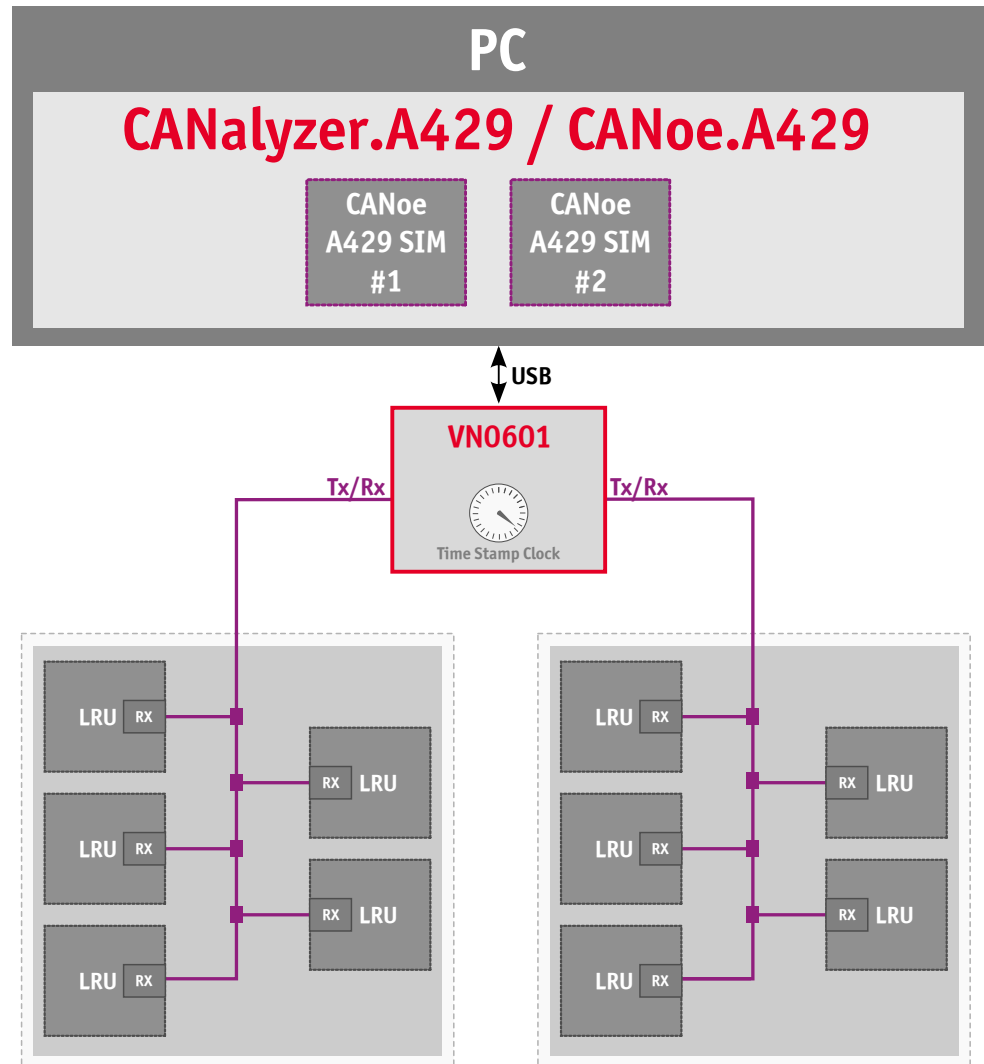 PC
CANalyzer.A429 / CANoe.A429
CANoe
A429 SIM
#1
CANoe
A429 SIM
#2
USB
VN0601
Tx/Rx
Tx/Rx
Time Stamp Clock
LRU RX
RX LRU
LRU RX
RX LRU
LRU RX
LRU RX
RX LRU
LRU RX
RX LRU
LRU RX